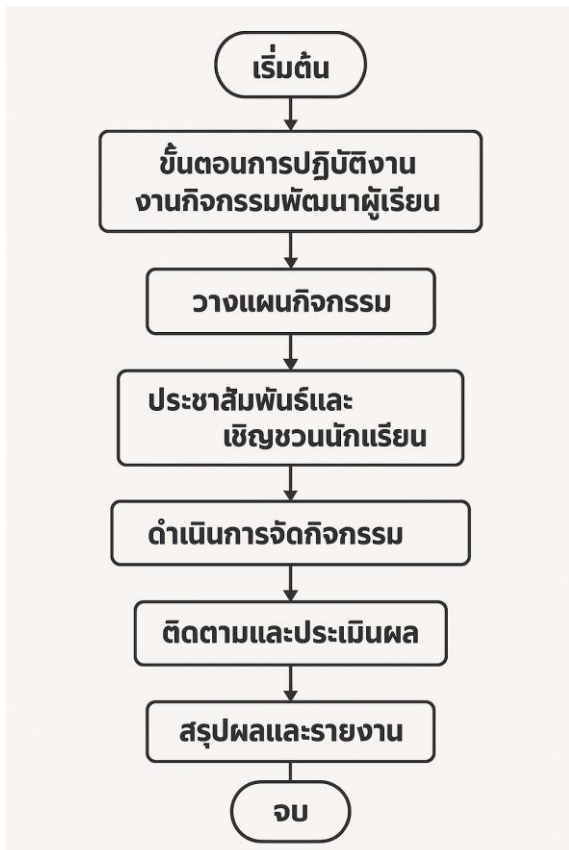 เริ่มต้น
ขั้นตอนการปฏิบัติงาน
งานกิจกรรมพัฒนาผู้เรียน
วางแผนกิจกรรม
ประชาสัมพันธ์และ
เชิญชวนนักแรียน
ดำเนินการจัดกิจกรรม
ติดตามและประเมินผล
สรุปผลและรายงาน
จบ